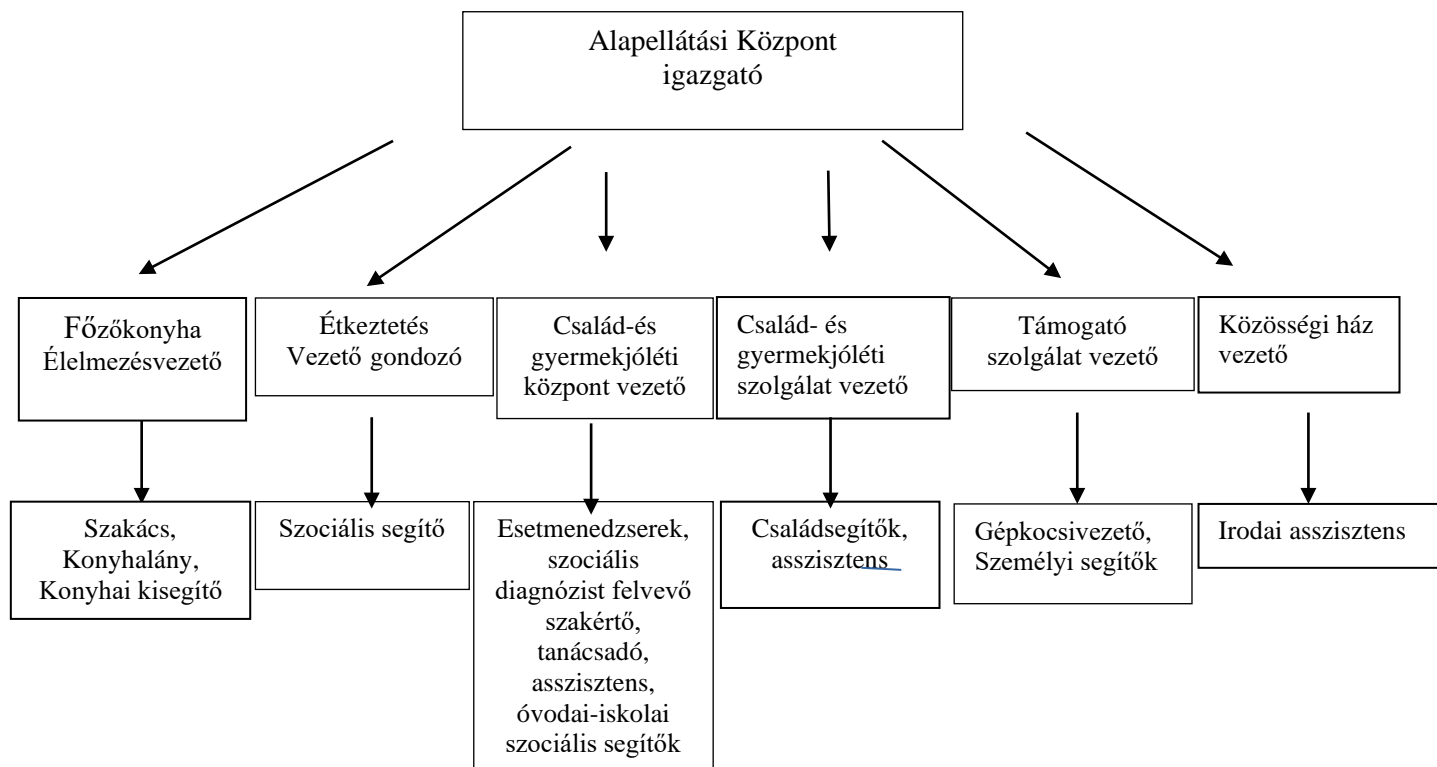 Alapellátási Központ
igazgató
Főzőkonyha
Élelmezésvezető
Étkeztetés
Vezető gondozó
Család-és
gyermekjóléti
központ vezető
Család- és
gyermekjóléti
szolgálat vezető
Támogató
szolgálat vezető
Közösségi ház
vezető
Szakács,
Konyhalány,
Konyhai kisegítő
Szociális segítő
Esetmenedzserek,
szociális
diagnózist felvevő
szakértő,
tanácsadó,
asszisztens,
óvodai-iskolai
szociális segítők
Családsegítők,
asszisztens
Gépkocsivezető,
Személyi segítők
Irodai asszisztens